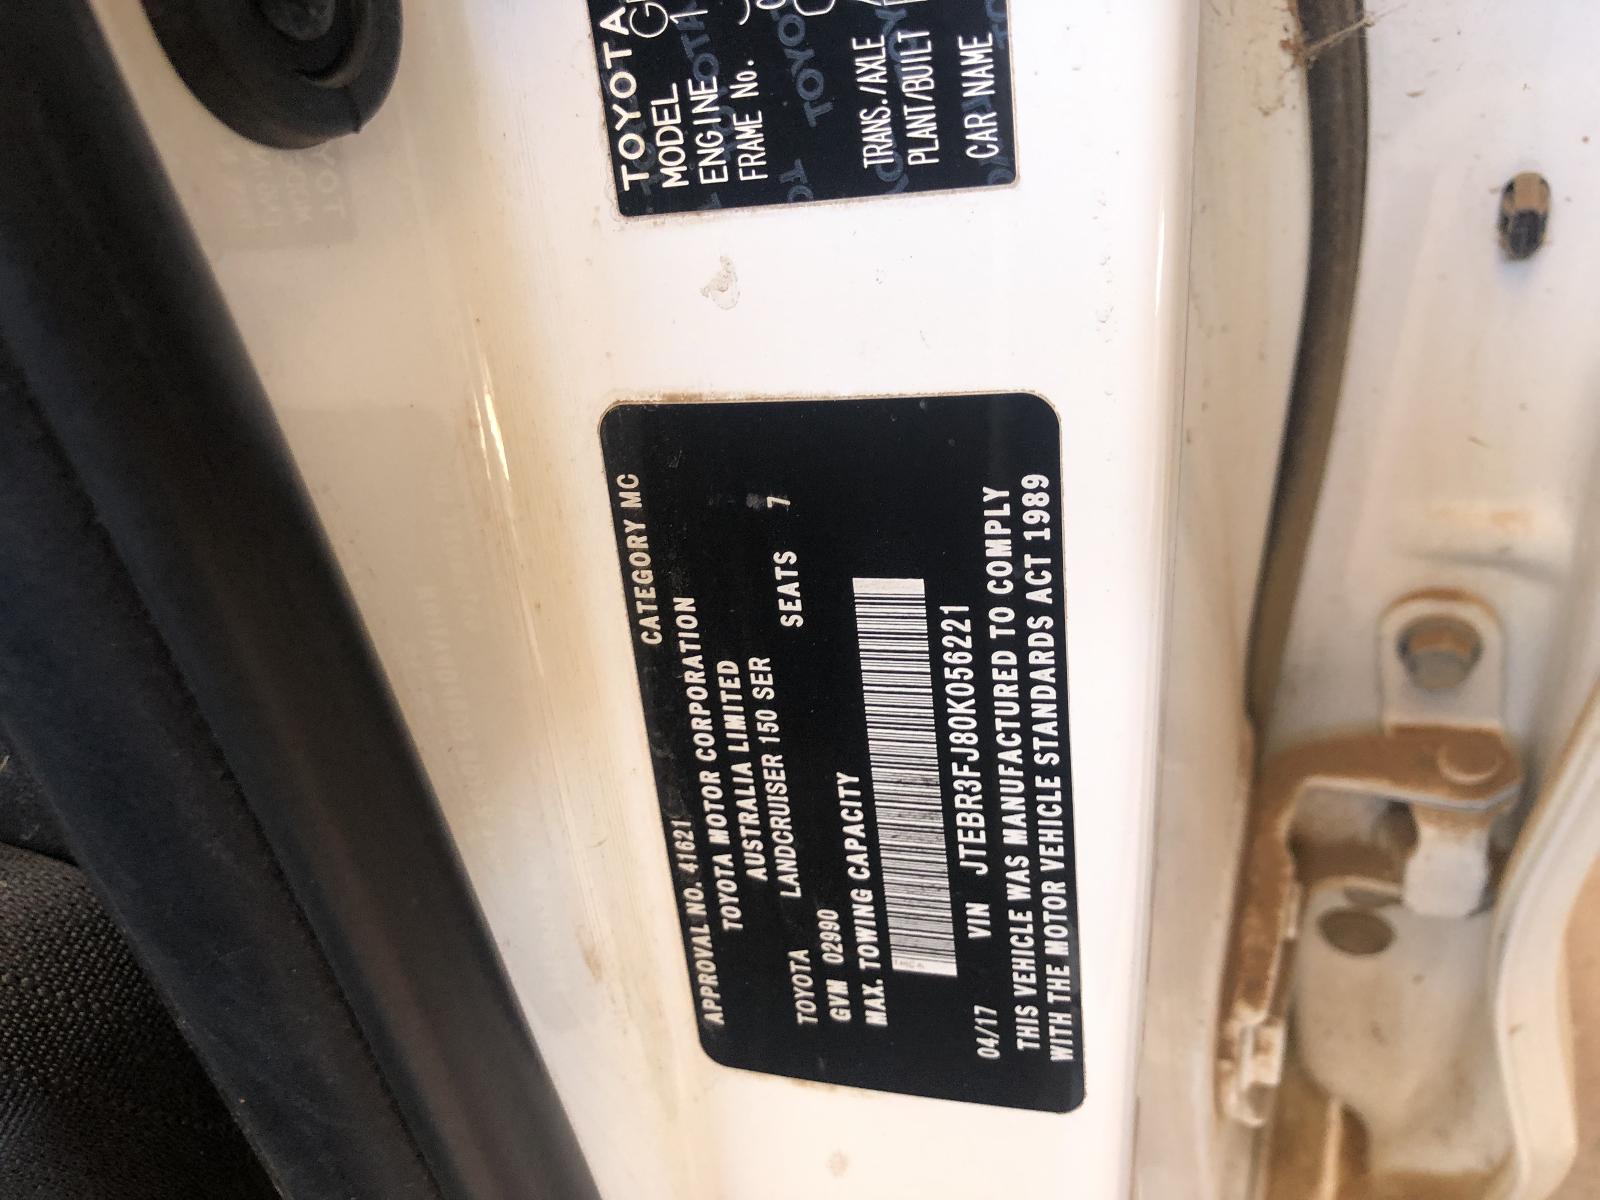 TOYOTA
MODEL
ENGINE
FRAME No.
TRANS./AXLE
PLANT/BUILT
CAR NAME
APPROVAL NO. 41621 CATEGORY MC
TOYOTA MOTOR CORPORATION
AUSTRALIA LIMITED
TOYOTA LANDCRUISER 150 SER
GVM 02990 SEATS 7
MAX. TOWING CAPACITY
04/17 VIN JTEBR3FJ80K056221
THIS VEHICLE WAS MANUFACTURED TO COMPLY
WITH THE MOTOR VEHICLE STANDARDS ACT 1989